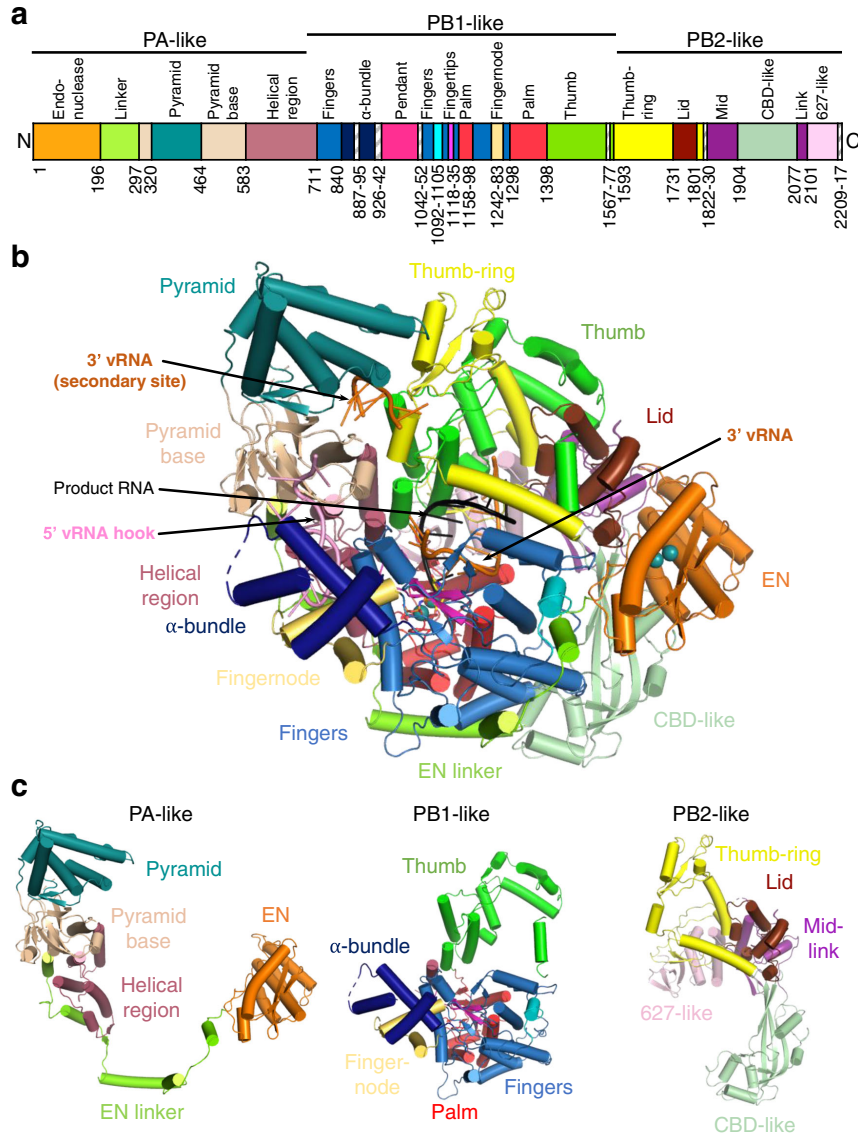 a
PA-like
PB1-like
PB2-like
Endo-
nuclease
Linker
Pyramid
Pyramid
base
Helical
region
Fingers
α-bundle
Pendant
Fingers
Fingertips
Palm
Fingernode
Palm
Thumb
Thumb-
ring
Lid
Mid
CBD-like
Link
627-like
N
C
1
196
297
320
464
583
711
840
887-95
926-42
1042-52
1092-1105
1118-35
1158-98
1242-83
1298
1398
1567-77
1593
1731
1801
1822-30
1904
2077
2101
2209-17
b
Pyramid
Thumb-ring
Thumb
3’ vRNA
(secondary site)
Lid
Pyramid
base
3’ vRNA
Product RNA
5’ vRNA hook
Helical
region
EN
α-bundle
Fingernode
CBD-like
Fingers
EN linker
c
PA-like
PB1-like
PB2-like
Pyramid
Thumb
Thumb-ring
Lid
Pyramid
base
EN
α-bundle
Mid-
link
Helical
region
627-like
Finger-
node
Fingers
Palm
EN linker
CBD-like